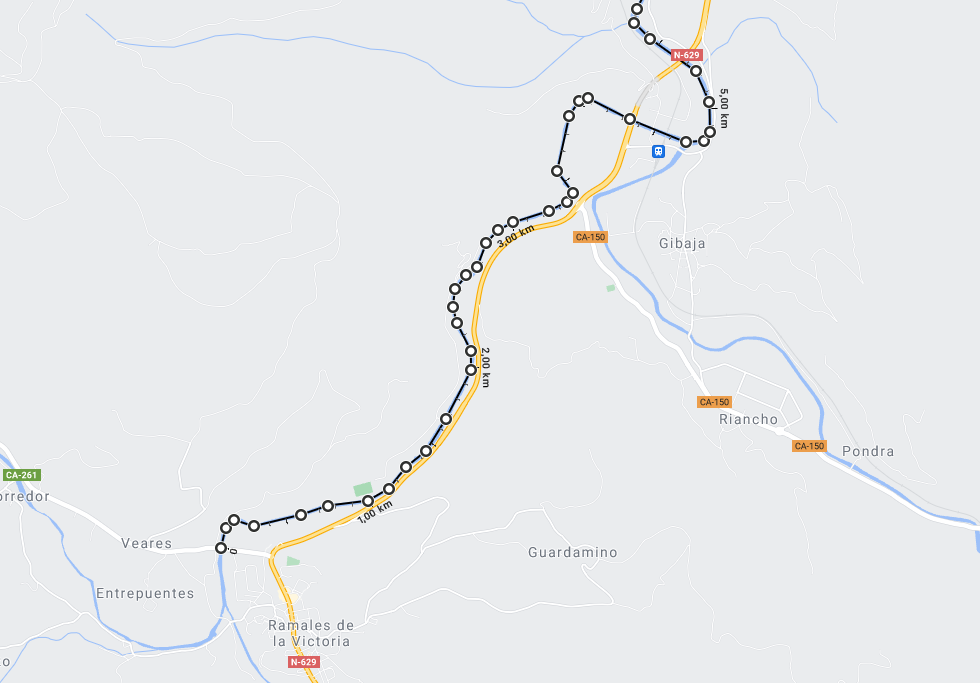 N-629
5,00 km
3,00 km
CA-150
Gibaja
2,00 km
CA-150
Riancho
CA-150
Pondra
CA-261
orredor
1,00 km
Veares
0
Guardamino
Entrepuentes
Ramales de
la Victoria
N-629
o